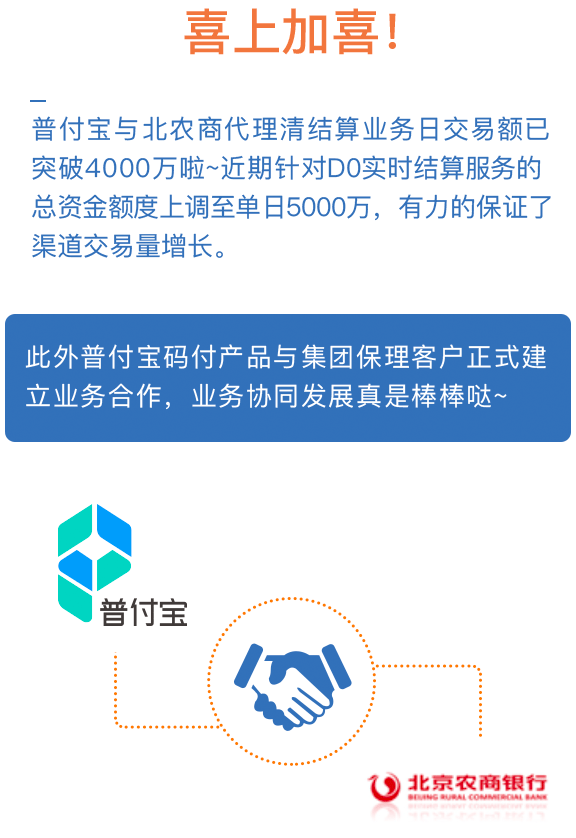 喜上加喜!
普付宝与北农商代理清结算业务日交易额已
突破4000万啦~近期针对D0实时结算服务的
总资金额度上调至单日5000万，有力的保证了
渠道交易量增长。
此外普付宝码付产品与集团保理客户正式建
立业务合作，业务协同发展真是棒棒哒~
普付宝
北京农商银行
BEIJING RURAL COMMERCIAL BANK